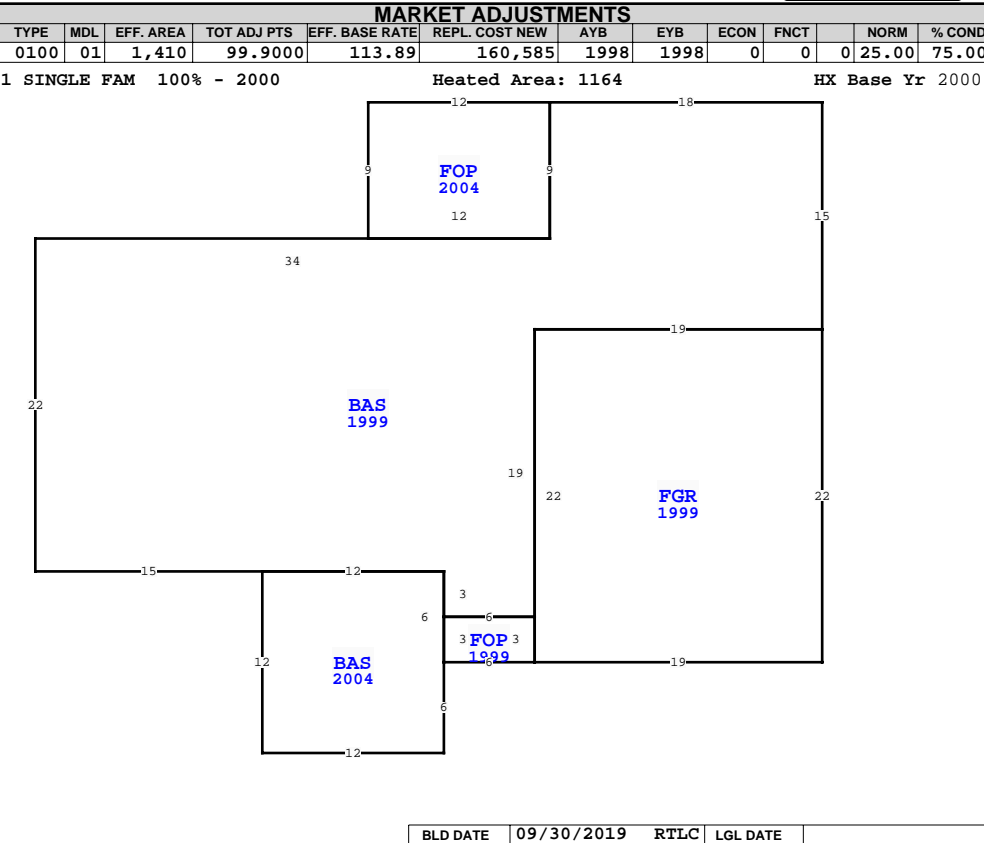 MARKET ADJUSTMENTS
TYPE MDL EFF. AREA TOT ADJ PTS EFF. BASE RATE REPL. COST NEW AYB EYB ECON FNCT NORM % COND
0100 01 1,410 99.9000 113.89 160,585 1998 1998 0 0 0 25.00 75.00
1 SINGLE FAM 100% - 2000 Heated Area: 1164 HX Base Yr 2000
12 18
9 FOP 9
2004
12 15
34
19
22 BAS
1999
19 22 FGR 22
1999
15 12
3
6 6
3 FOP 3
1999
12 BAS 6 19
2004
6
12
BLD DATE 09/30/2019 RTLC LGL DATE